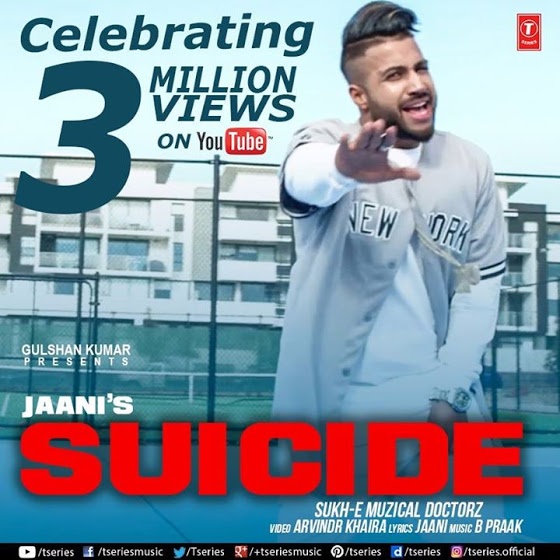 Celebrating
3 MILLION
VIEWS
ON YouTube™
T
SERIES
NEW YORK
GULSHAN KUMAR
PRESENTS
JAANI'S
SUICIDE
SUKH-E MUZICAL DOCTORZ
VIDEO ARVINDR KHAIRA LYRICS JAANI MUSIC B PRAAK
/tseries /tseriesmusic /Tseries g+ /+tseriesmusic /tseries d /tseries /tseries.official